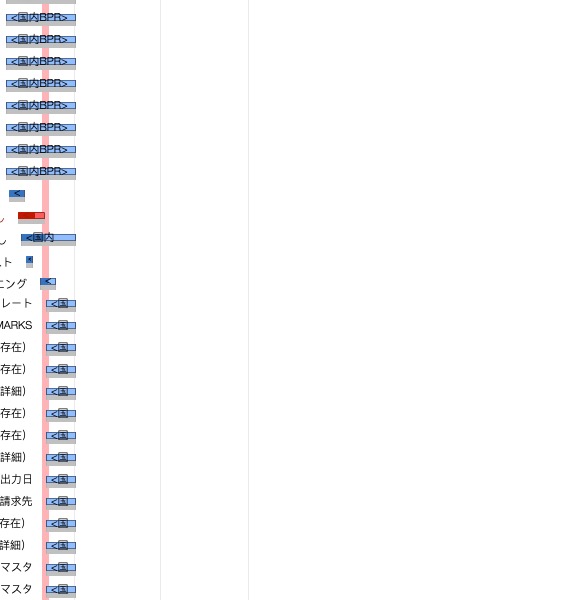 <国内BPR>
<国内BPR>
<国内BPR>
<国内BPR>
<国内BPR>
<国内BPR>
<国内BPR>
<国内BPR>
<
し
し <国内
スト
ニング <
レート <国
MARKS <国
存在） <国
存在） <国
詳細） <国
存在） <国
存在） <国
詳細） <国
出力日 <国
請求先 <国
存在） <国
詳細） <国
マスタ <国
マスタ <国